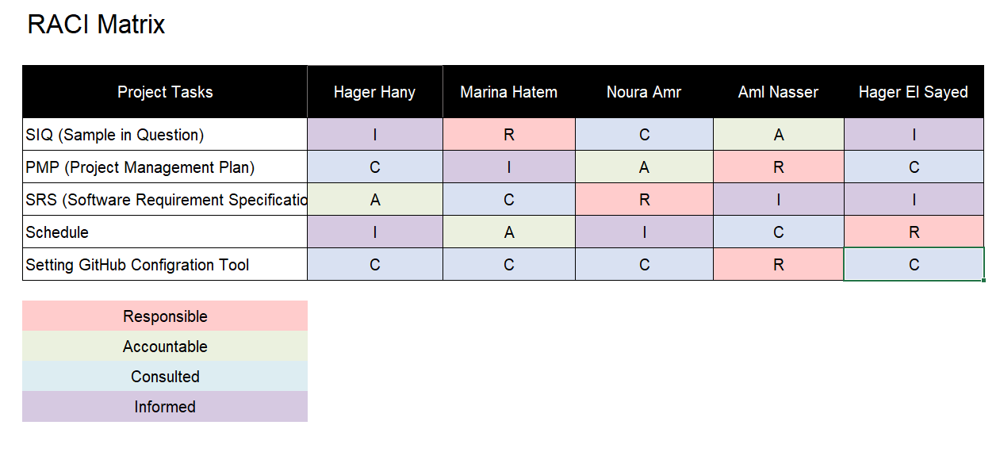 RACI Matrix
Project Tasks Hager Hany Marina Hatem Noura Amr Aml Nasser Hager El Sayed
SIQ (Sample in Question) I R C A I
PMP (Project Management Plan) C I A R C
SRS (Software Requirement Specificatio A C R I I
Schedule I A I C R
Setting GitHub Configration Tool C C C R C
Responsible
Accountable
Consulted
Informed